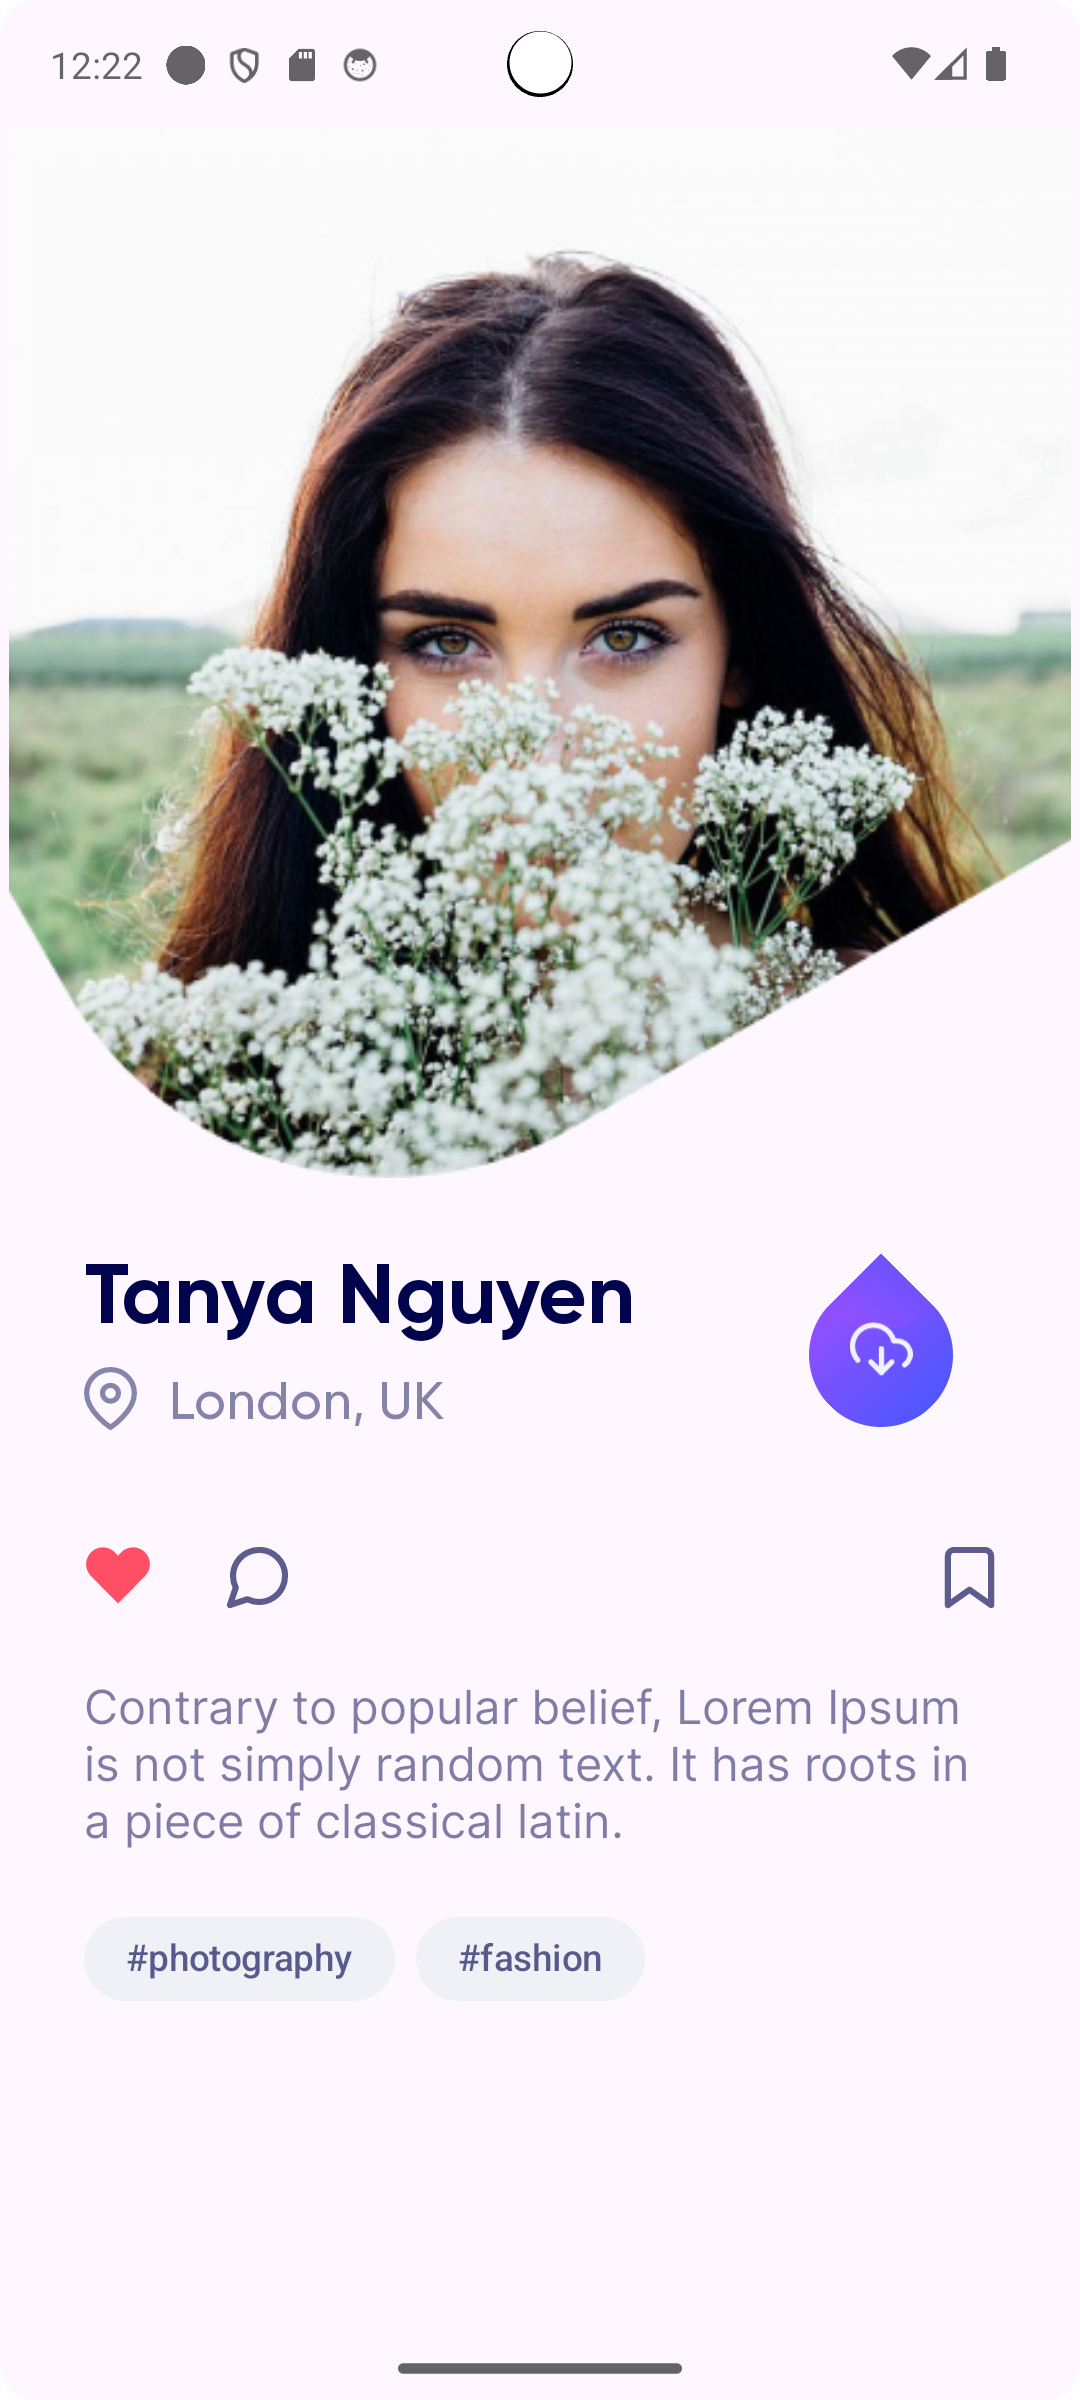 12:22
Tanya Nguyen
London, UK
Contrary to popular belief, Lorem Ipsum
is not simply random text. It has roots in
a piece of classical latin.
#photography #fashion